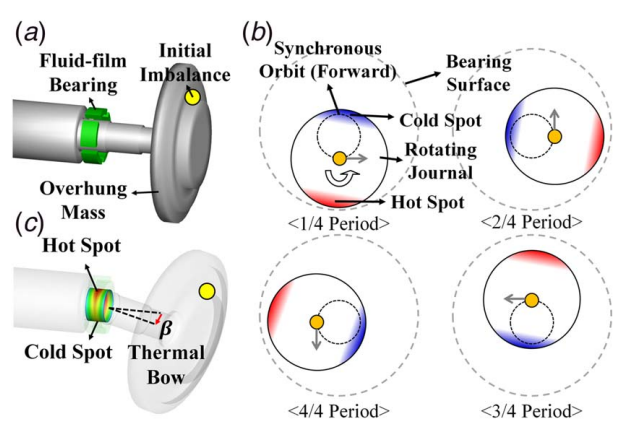 (a)
Fluid-film
Bearing
Initial
Imbalance
Overhung
Mass
(b)
Synchronous
Orbit (Forward)
Bearing
Surface
Cold Spot
Rotating
Journal
Hot Spot
<1/4 Period>
<2/4 Period>
(c)
Hot Spot
Cold Spot
β
Thermal
Bow
<4/4 Period>
<3/4 Period>